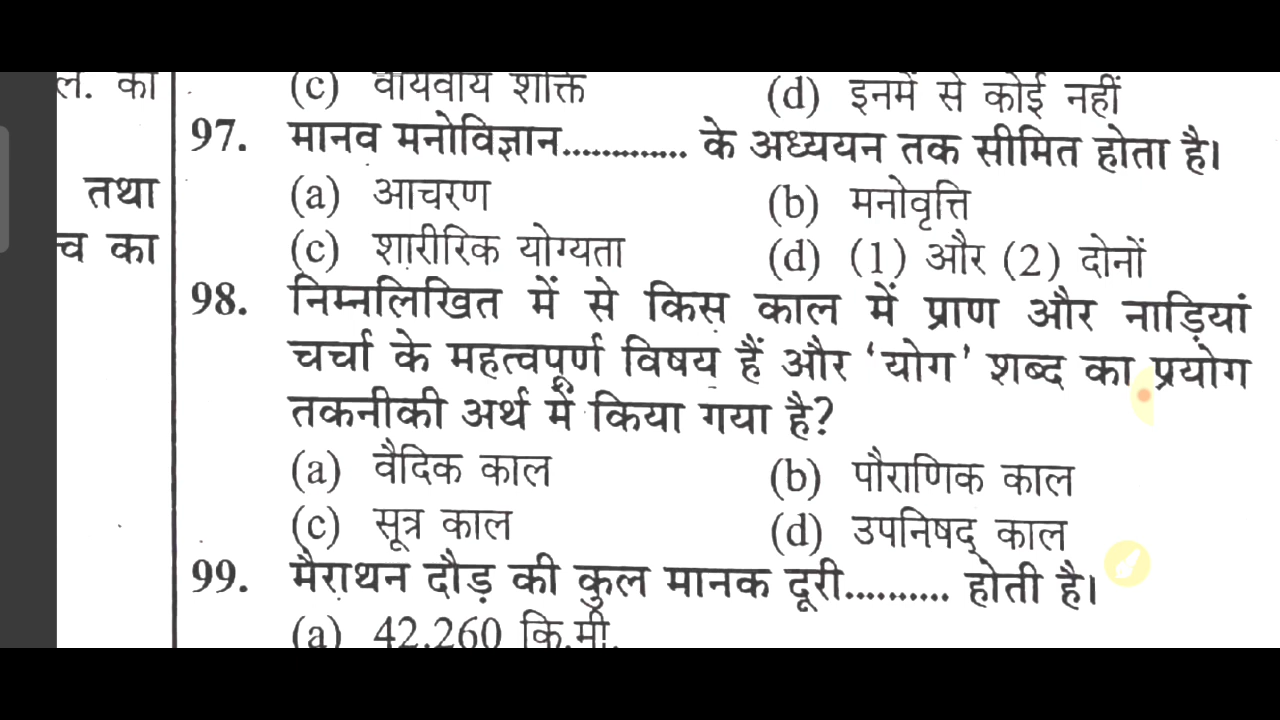 ल. का
(c) वायवाय शक्ति (d) इनमें से कोई नहीं
97. मानव मनोविज्ञान.............. के अध्ययन तक सीमित होता है।
तथा
(a) आचरण (b) मनोवृत्ति
च का
(c) शारीरिक योग्यता (d) (1) और (2) दोनों
98. निम्नलिखित में से किस काल में प्राण और नाड़ियां
चर्चा के महत्वपूर्ण विषय हैं और ‘योग’ शब्द का प्रयोग
तकनीकी अर्थ में किया गया है?
(a) वैदिक काल (b) पौराणिक काल
(c) सूत्र काल (d) उपनिषद् काल
99. मैराथन दौड़ की कुल मानक दूरी.......... होती है।
(a) 42.260 कि.मी.